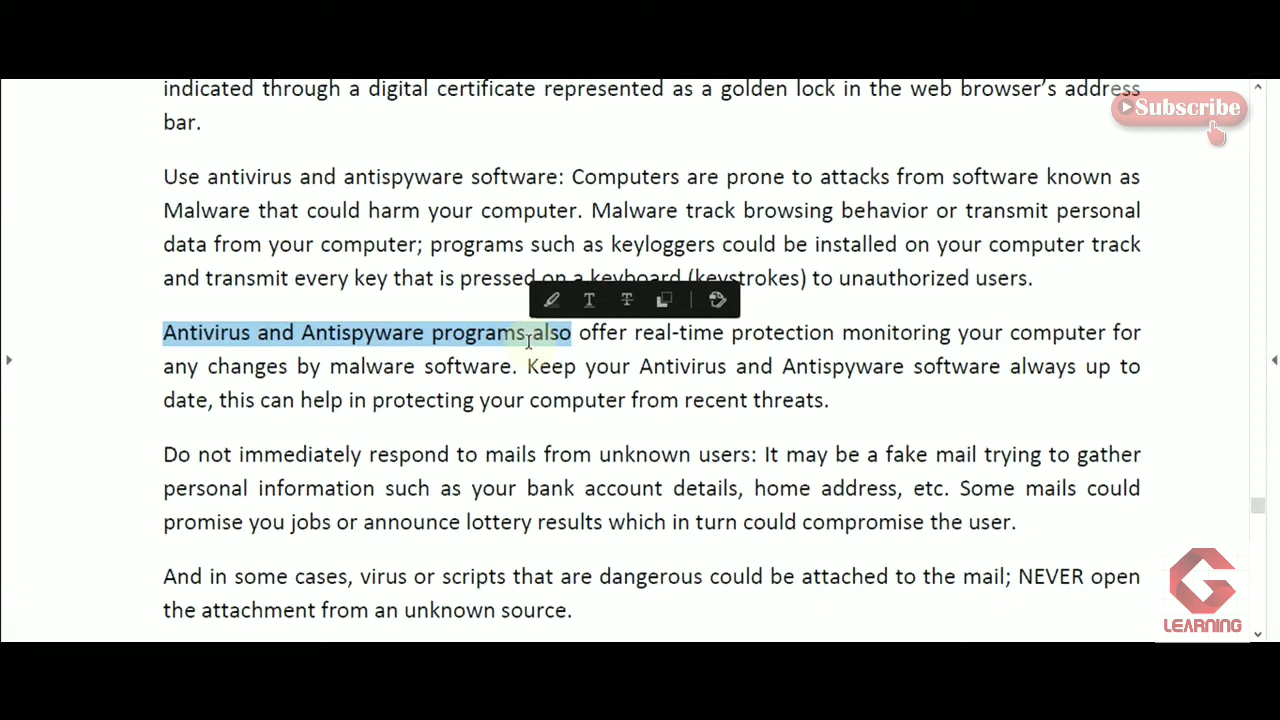 indicated through a digital certificate represented as a golden lock in the web browser's address
bar.
Subscribe
Use antivirus and antispyware software: Computers are prone to attacks from software known as
Malware that could harm your computer. Malware track browsing behavior or transmit personal
data from your computer; programs such as keyloggers could be installed on your computer track
and transmit every key that is pressed on a keyboard (keystrokes) to unauthorized users.
Antivirus and Antispyware programs also offer real-time protection monitoring your computer for
any changes by malware software. Keep your Antivirus and Antispyware software always up to
date, this can help in protecting your computer from recent threats.
Do not immediately respond to mails from unknown users: It may be a fake mail trying to gather
personal information such as your bank account details, home address, etc. Some mails could
promise you jobs or announce lottery results which in turn could compromise the user.
And in some cases, virus or scripts that are dangerous could be attached to the mail; NEVER open
the attachment from an unknown source.
LEARNING